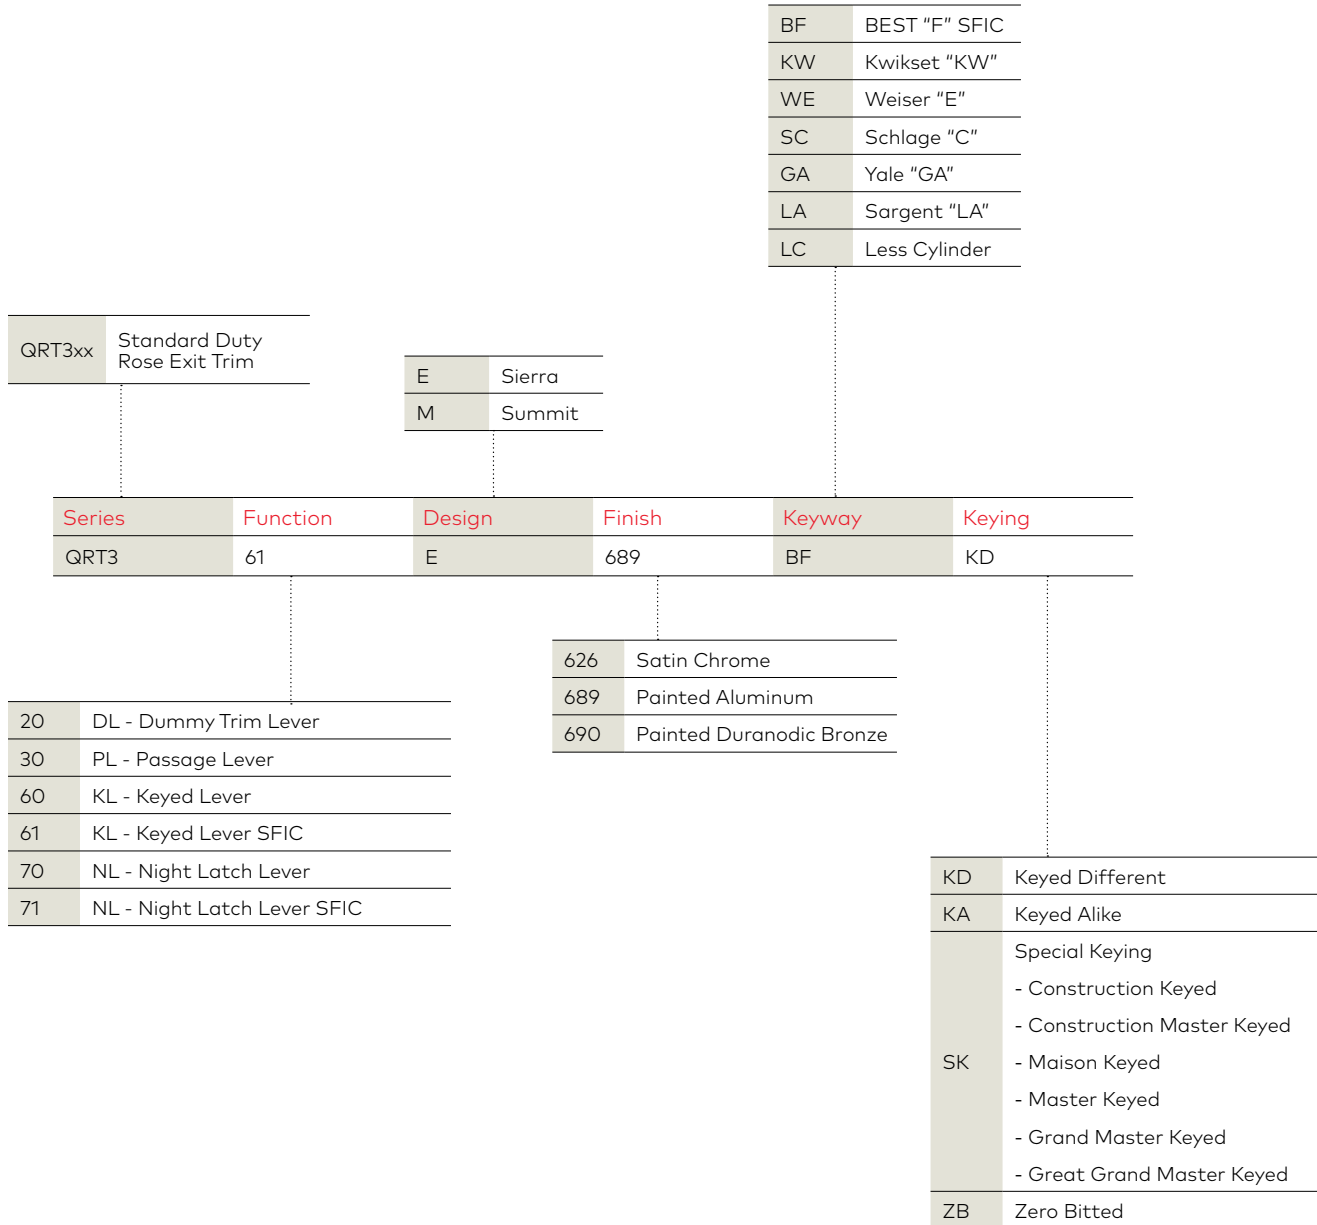 BF BEST “F” SFIC
KW Kwikset “KW”
WE Weiser “E”
SC Schlage “C”
GA Yale “GA”
LA Sargent “LA”
LC Less Cylinder
QRT3xx Standard Duty
Rose Exit Trim
E Sierra
M Summit
Series Function Design Finish Keyway Keying
QRT3 61 E 689 BF KD
626 Satin Chrome
689 Painted Aluminum
690 Painted Duranodic Bronze
20 DL - Dummy Trim Lever
30 PL - Passage Lever
60 KL - Keyed Lever
61 KL - Keyed Lever SFIC
70 NL - Night Latch Lever
71 NL - Night Latch Lever SFIC
KD Keyed Different
KA Keyed Alike
Special Keying
- Construction Keyed
- Construction Master Keyed
SK - Maison Keyed
- Master Keyed
- Grand Master Keyed
- Great Grand Master Keyed
ZB Zero Bitted